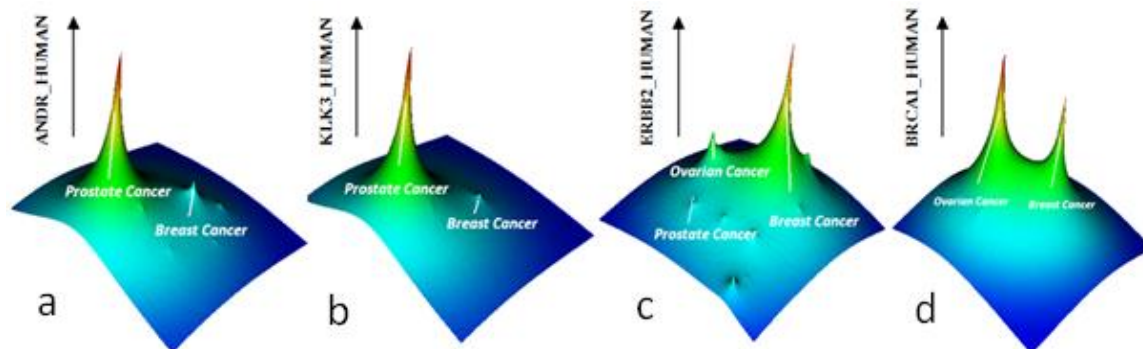 ANDR_HUMAN
Prostate Cancer
Breast Cancer
a
KLK3_HUMAN
Prostate Cancer
Breast Cancer
b
ERBB2_HUMAN
Ovarian Cancer
Breast Cancer
Prostate Cancer
c
BRCA1_HUMAN
Ovarian Cancer
Breast Cancer
d